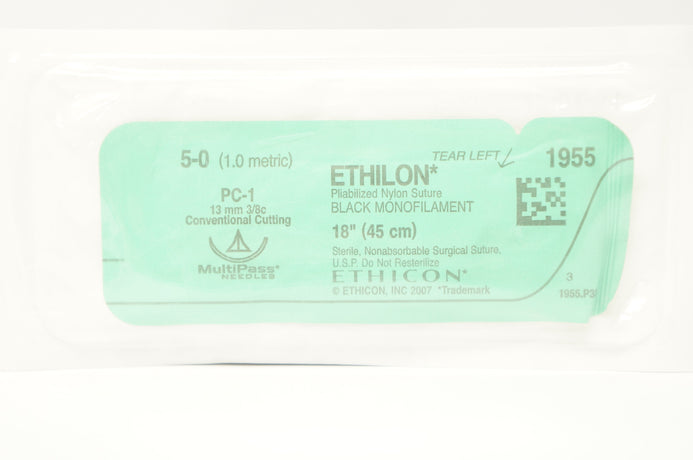 5-0 (1.0 metric)
PC-1
13 mm 3/8c
Conventional Cutting
MultiPass*
NEEDLES
TEAR LEFT
ETHILON*
Pliabilized Nylon Suture
BLACK MONOFILAMENT
18" (45 cm)
Sterile, Nonabsorbable Surgical Suture,
U.S.P. Do Not Resterilize
ETHICON*
© ETHICON, INC 2007 *Trademark
1955
3
1955.P3